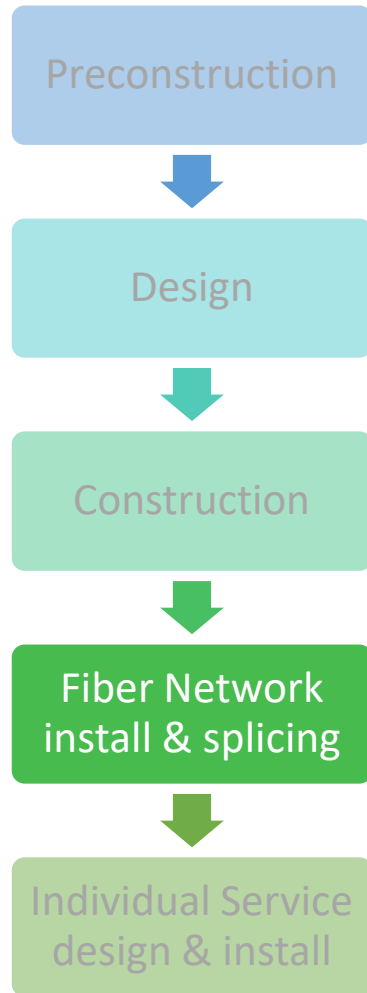 Preconstruction
Design
Construction
Fiber Network
install & splicing
Individual Service
design & install